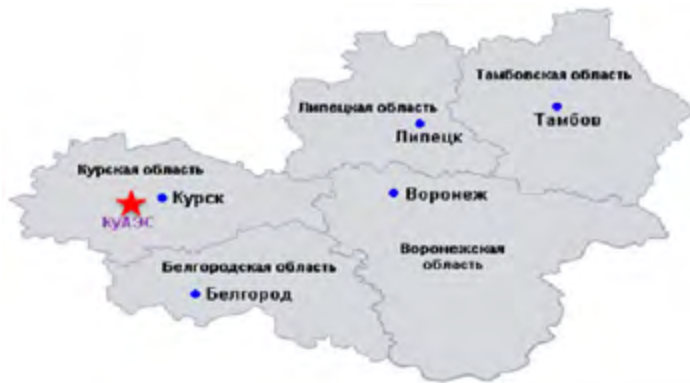 Тамбовская область
Тамбов
Липецкая область
Липецк
Курская область
Курск
КуАЭС
Воронеж
Воронежская
область
Белгородская область
Белгород